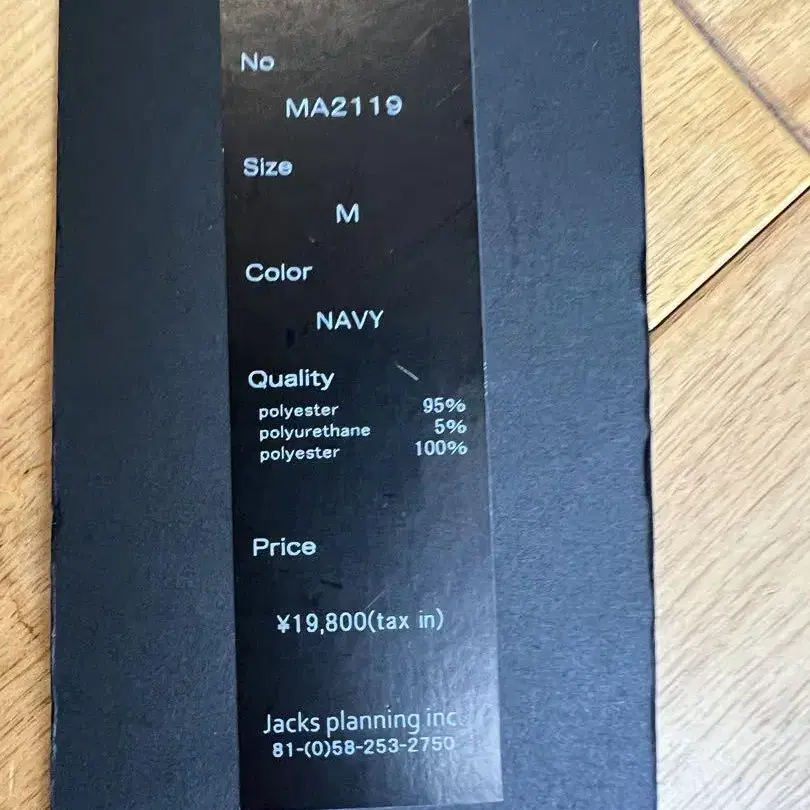 No
MA2119
Size
M
Color
NAVY
Quality
polyester 95%
polyurethane 5%
polyester 100%
Price
¥19,800(tax in)
Jacks planning inc.
81-(0)58-253-2750